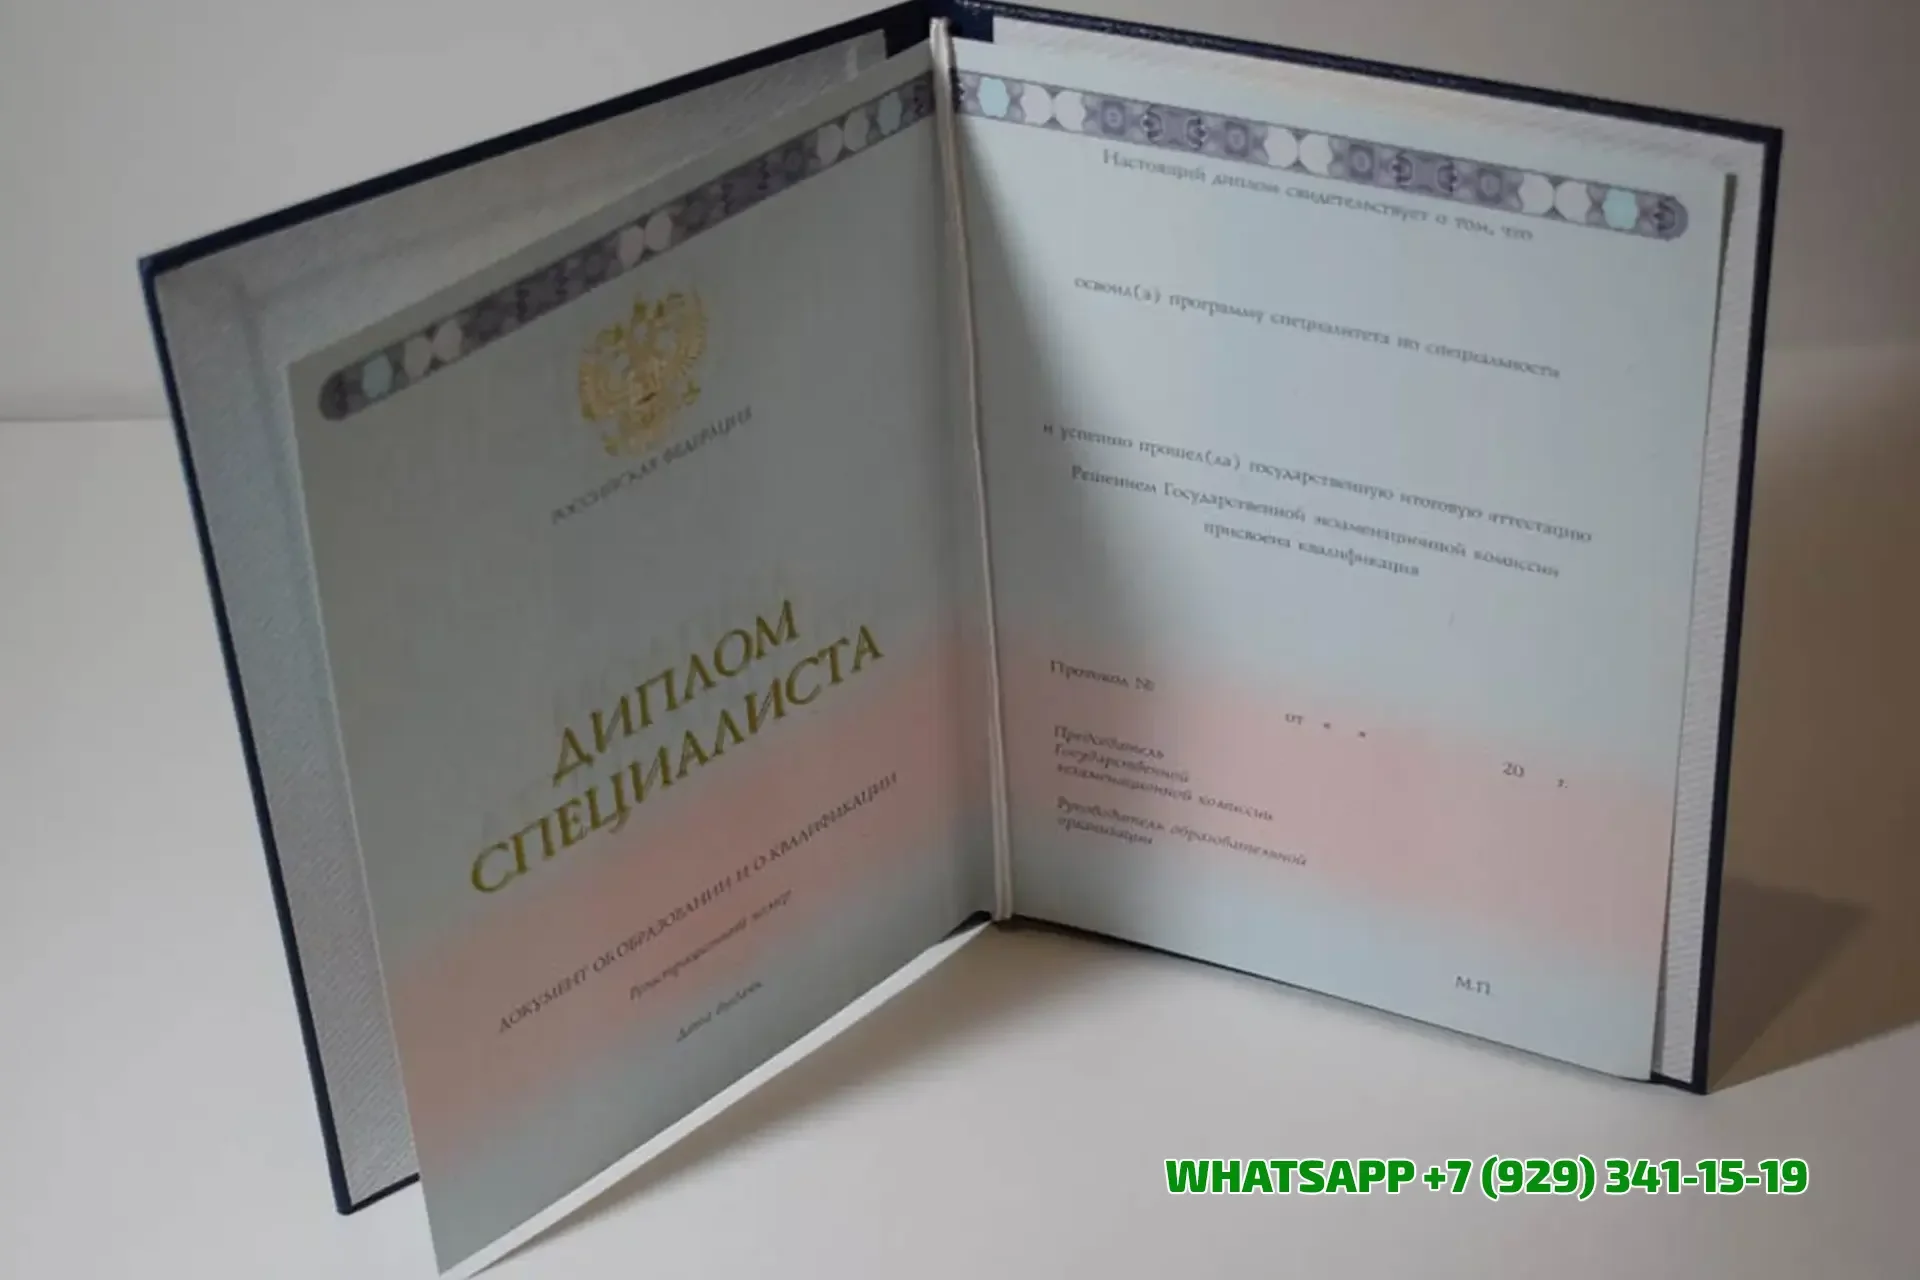 РОССИЙСКАЯ ФЕДЕРАЦИЯ
ДИПЛОМ
СПЕЦИАЛИСТА
ДОКУМЕНТ ОБ ОБРАЗОВАНИИ И О КВАЛИФИКАЦИИ
Регистрационный номер
Дата выдачи
Настоящий диплом свидетельствует о том, что
освоил(а) программу специалитета по специальности
и успешно прошел(ла) государственную итоговую аттестацию
Решением Государственной экзаменационной комиссии
присвоена квалификация
Протокол №
от « »
20 г.
Председатель
Государственной
экзаменационной комиссии
Руководитель образовательной
организации
М.П.
WHATSAPP +7 (929) 341-15-19